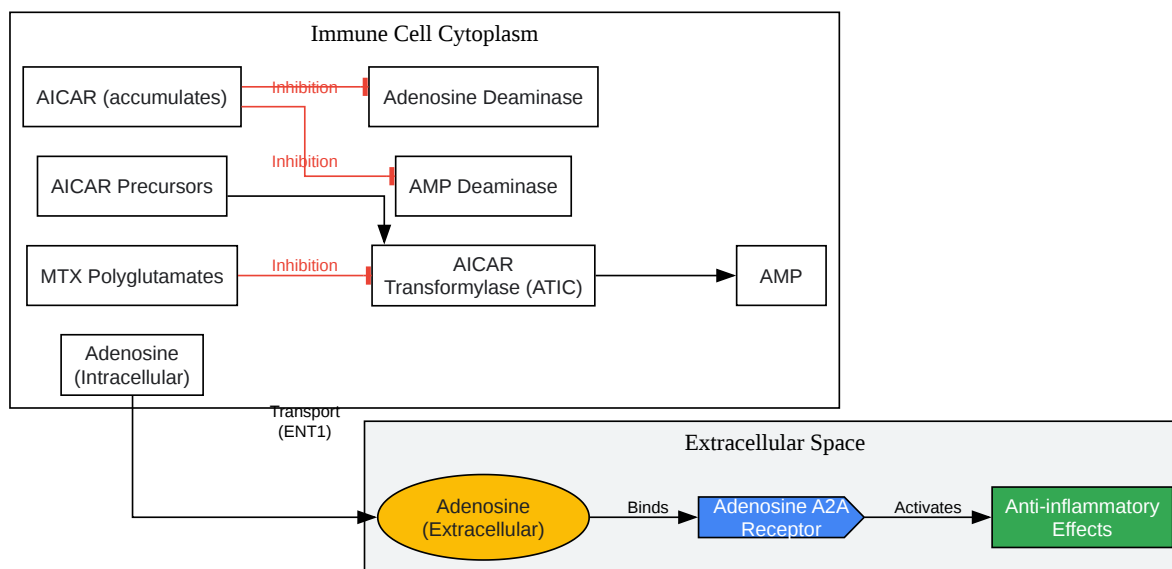 Immune Cell Cytoplasm
AICAR (accumulates)
Inhibition
Adenosine Deaminase
AICAR Precursors
Inhibition
AMP Deaminase
MTX Polyglutamates
Inhibition
AICAR
Transformylase (ATIC)
AMP
Adenosine
(Intracellular)
Transport
(ENT1)
Extracellular Space
Adenosine
(Extracellular)
Binds
Adenosine A2A
Receptor
Activates
Anti-inflammatory
Effects